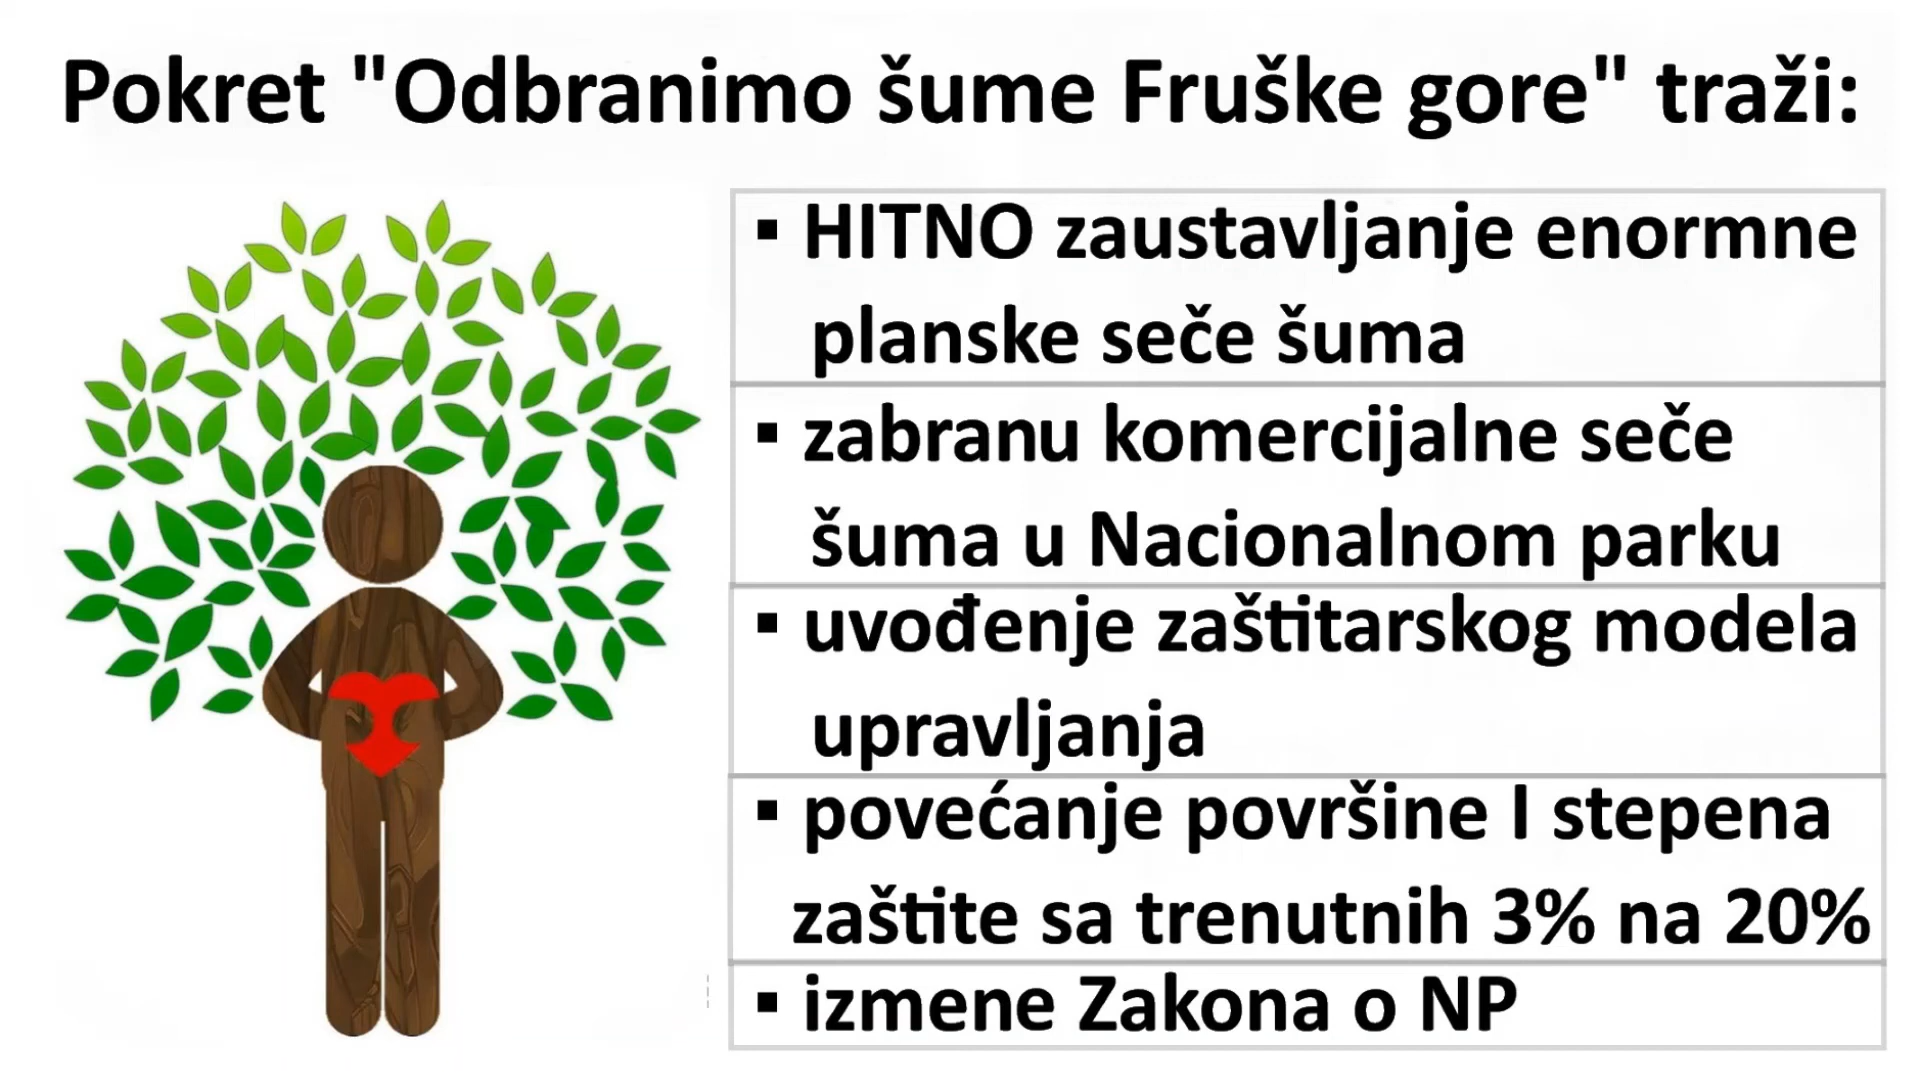 Pokret "Odbranimo šume Fruške gore" traži:
▪ HITNO zaustavljanje enormne
planske seče šuma
▪ zabranu komercijalne seče
šuma u Nacionalnom parku
▪ uvođenje zaštitarskog modela
upravljanja
▪ povećanje površine I stepena
zaštite sa trenutnih 3% na 20%
▪ izmene Zakona o NP